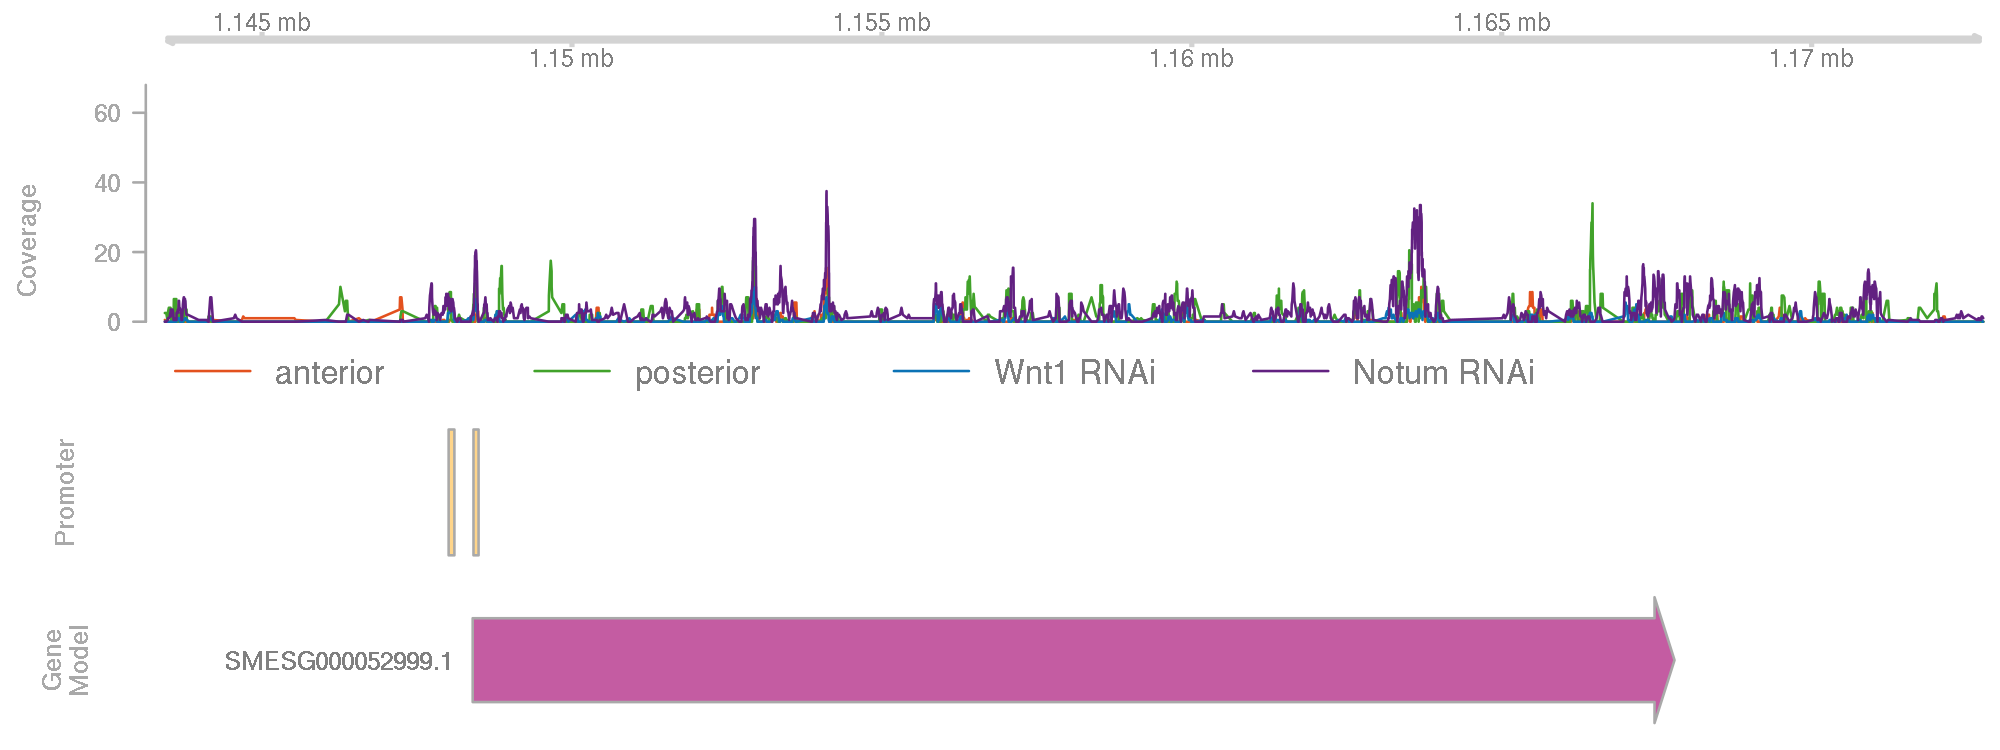 1.145 mb 1.155 mb 1.165 mb
1.15 mb 1.16 mb 1.17 mb
Coverage
60
40
20
0
anterior posterior Wnt1 RNAi Notum RNAi
Promoter
Gene
Model
SMESG000052999.1